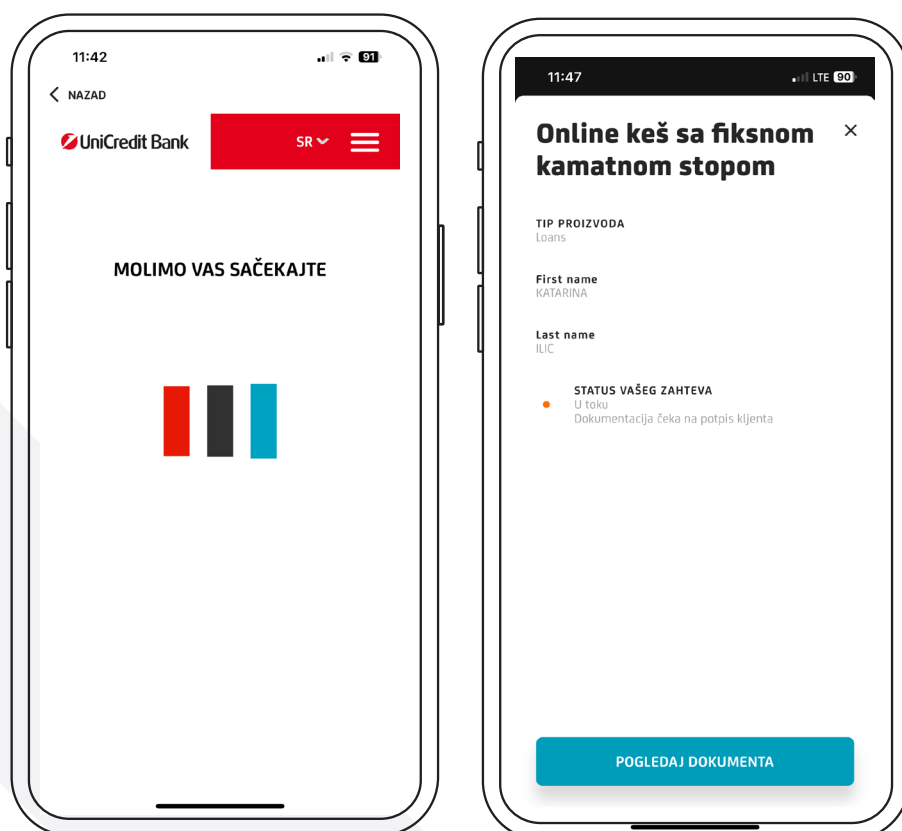 11:42
91
NAZAD
UniCredit Bank
SR
MOLIMO VAS SAČEKAJTE
11:47
LTE 90
Online keš sa fiksnom
kamatnom stopom
TIP PROIZVODA
Loans
First name
KATARINA
Last name
ILIC
STATUS VAŠEG ZAHTEVA
U toku
Dokumentacija čeka na potpis kljenta
POGLEDAJ DOKUMENTA